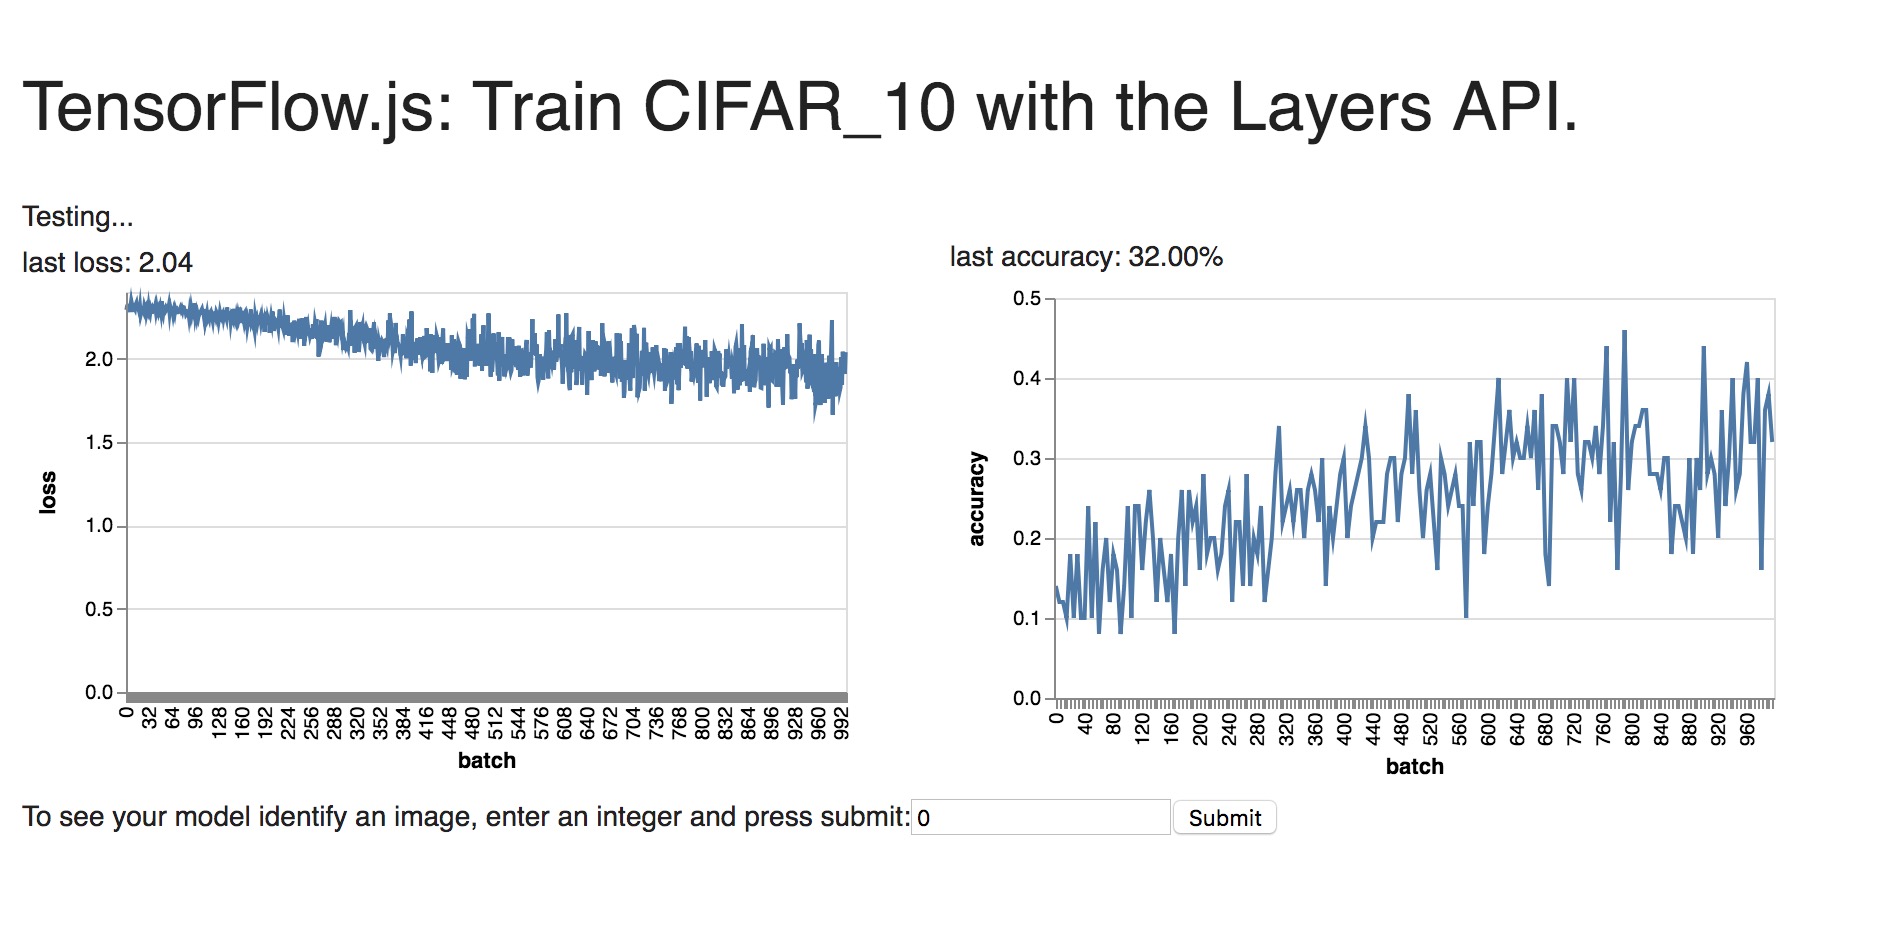 TensorFlow.js: Train CIFAR_10 with the Layers API.
Testing...
last loss: 2.04
2.0
1.5
1.0
0.5
0.0
loss
0 32 64 96 128 160 192 224 256 288 320 352 384 416 448 480 512 544 576 608 640 672 704 736 768 800 832 864 896 928 960 992
batch
last accuracy: 32.00%
0.5
0.4
0.3
0.2
0.1
0.0
accuracy
0 40 80 120 160 200 240 280 320 360 400 440 480 520 560 600 640 680 720 760 800 840 880 920 960
batch
To see your model identify an image, enter an integer and press submit: 0 Submit